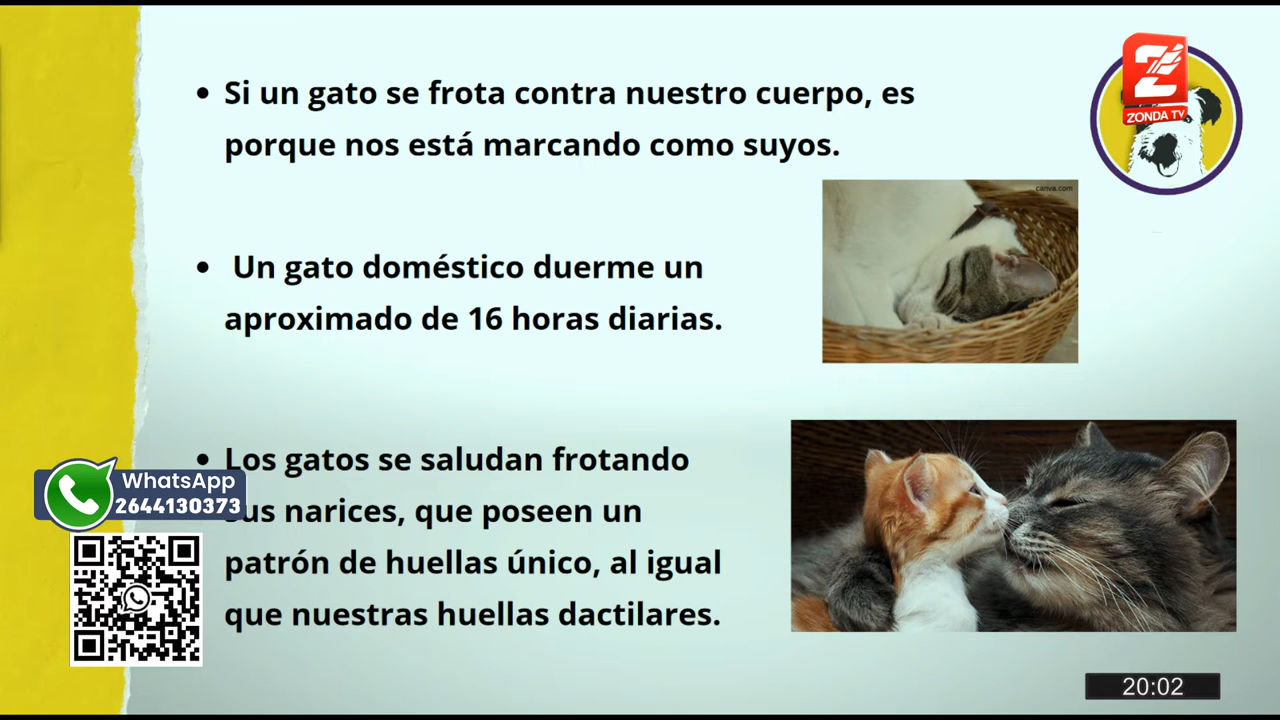 Si un gato se frota contra nuestro cuerpo, es
porque nos está marcando como suyos.
ZONDA TV
canva.com
Un gato doméstico duerme un
aproximado de 16 horas diarias.
Los gatos se saludan frotando
sus narices, que poseen un
patrón de huellas único, al igual
que nuestras huellas dactilares.
WhatsApp
2644130373
20:02